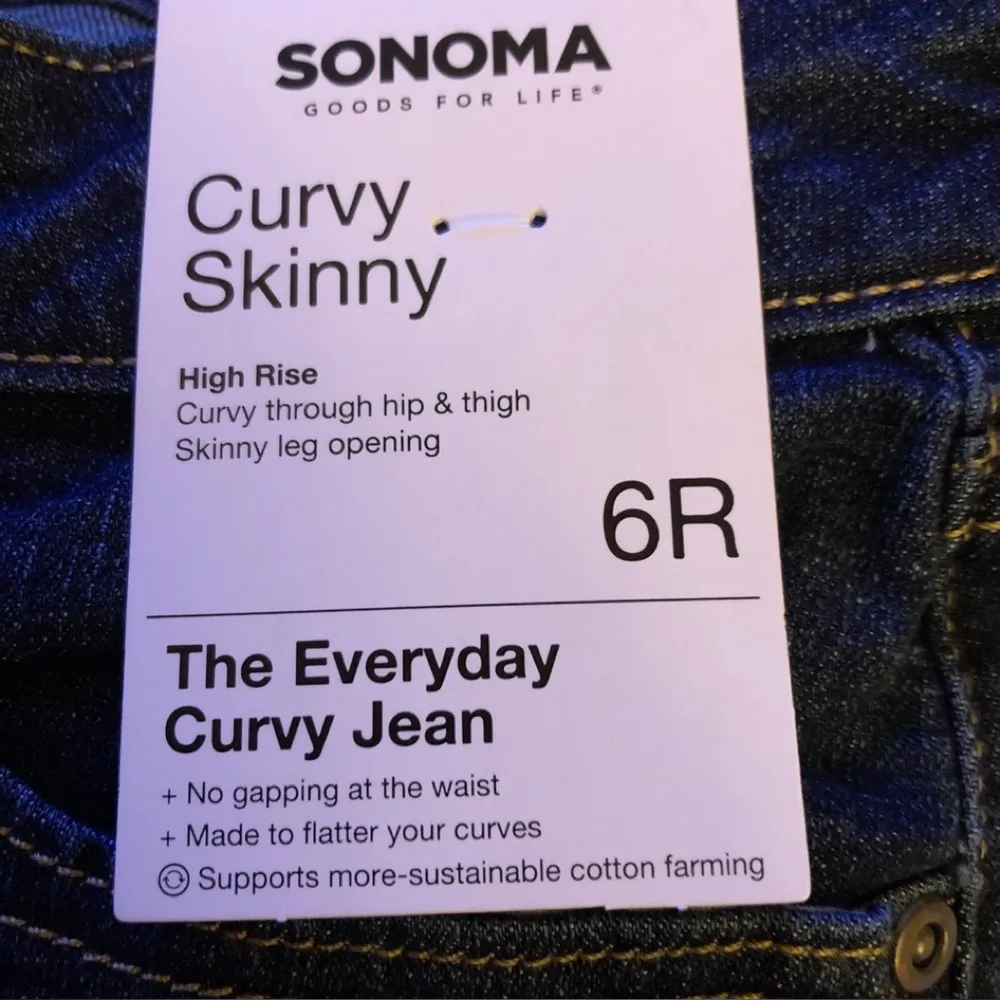 SONOMA
GOODS FOR LIFE®
Curvy
Skinny
High Rise
Curvy through hip & thigh
Skinny leg opening
6R
The Everyday
Curvy Jean
+ No gapping at the waist
+ Made to flatter your curves
Supports more-sustainable cotton farming